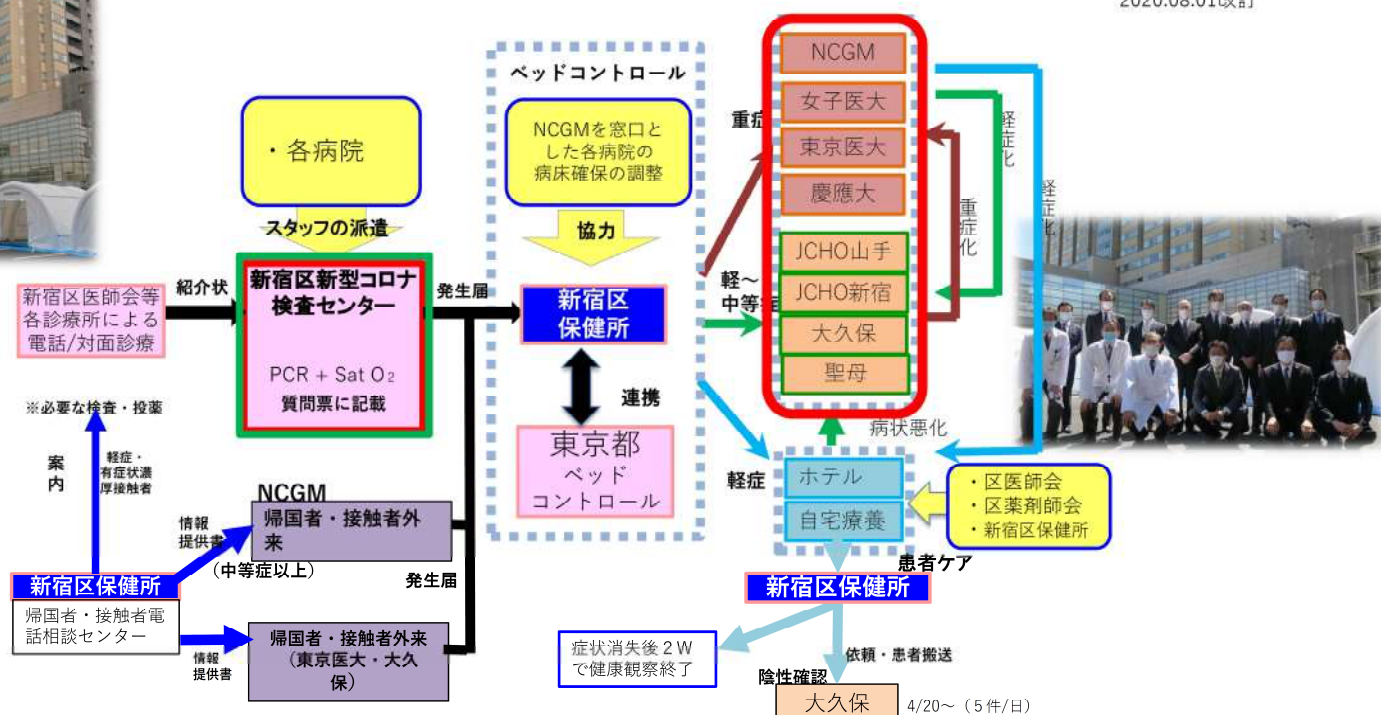 2020.08.01改訂
ベッドコントロール
NCGMを窓口と
した各病院の
病床確保の調整
協力
・各病院
スタッフの派遣
新宿区新型コロナ
検査センター
PCR + Sat O₂
質問票に記載
紹介状
新宿区医師会等
各診療所による
電話/対面診療
発生届
新宿区
保健所
連携
東京都
ベッド
コントロール
※必要な検査・投薬
案
内
軽症・
有症状濃
厚接触者
NCGM
帰国者・接触者外
来
情報
提供書
(中等症以上)
発生届
新宿区保健所
帰国者・接触者電
話相談センター
情報
提供書
帰国者・接触者外来
（東京医大・大久
保）
重症
軽～
中等症
軽症
NCGM
女子医大
東京医大
慶應大
JCHO山手
JCHO新宿
大久保
聖母
重症化
軽症化
軽症化
病状悪化
ホテル
自宅療養
・区医師会
・区薬剤師会
・新宿区保健所
患者ケア
新宿区保健所
症状消失後２W
で健康観察終了
依頼・患者搬送
陰性確認
大久保
4/20～（５件/日）